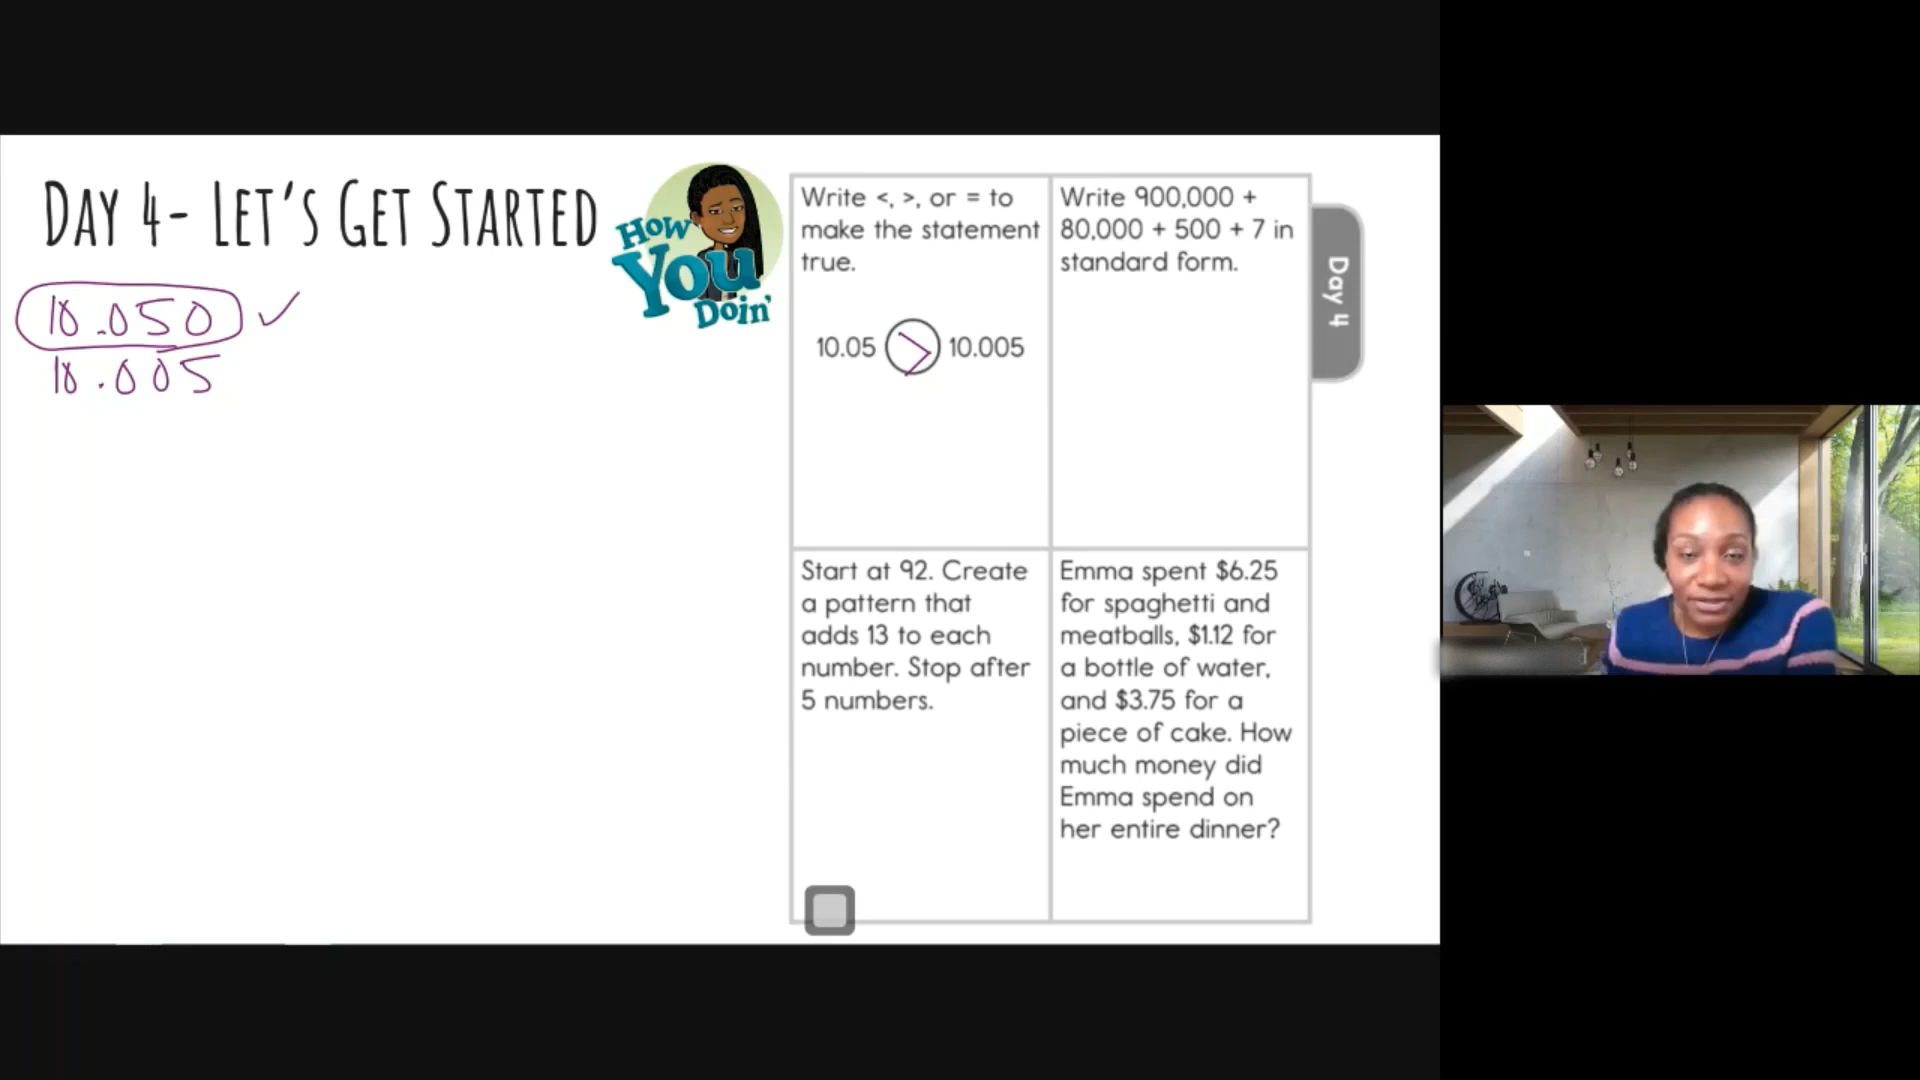 DAY 4- LET'S GET STARTED
How
You
Doin'
10.050 ✓
10.005
Write <, >, or = to
make the statement
true.
10.05 > 10.005
Write 900,000 +
80,000 + 500 + 7 in
standard form.
Day 4
Start at 92. Create
a pattern that
adds 13 to each
number. Stop after
5 numbers.
Emma spent $6.25
for spaghetti and
meatballs, $1.12 for
a bottle of water,
and $3.75 for a
piece of cake. How
much money did
Emma spend on
her entire dinner?